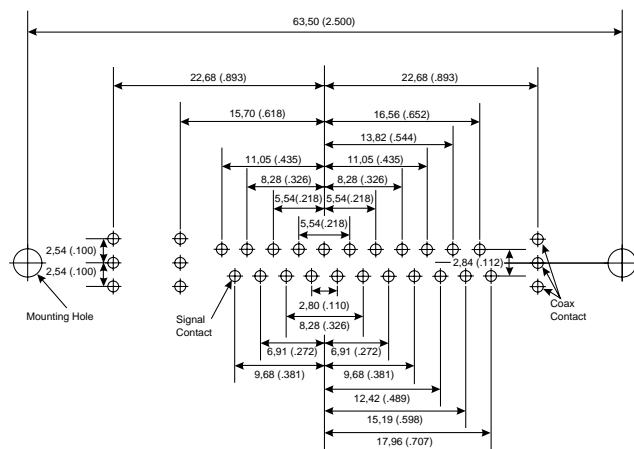 63,50 (2.500)
22,68 (.893) 22,68 (.893)
15,70 (.618) 16,56 (.652)
13,82 (.544)
11,05 (.435) 11,05 (.435)
8,28 (.326) 8,28 (.326)
5,54(.218) 5,54(.218)
5,54(.218)
2,54 (.100)
2,84 (.112)
2,54 (.100)
Mounting Hole
Signal
Contact
Coax
Contact
2,80 (.110)
8,28 (.326)
6,91 (.272) 6,91 (.272)
9,68 (.381) 9,68 (.381)
12,42 (.489)
15,19 (.598)
17,96 (.707)